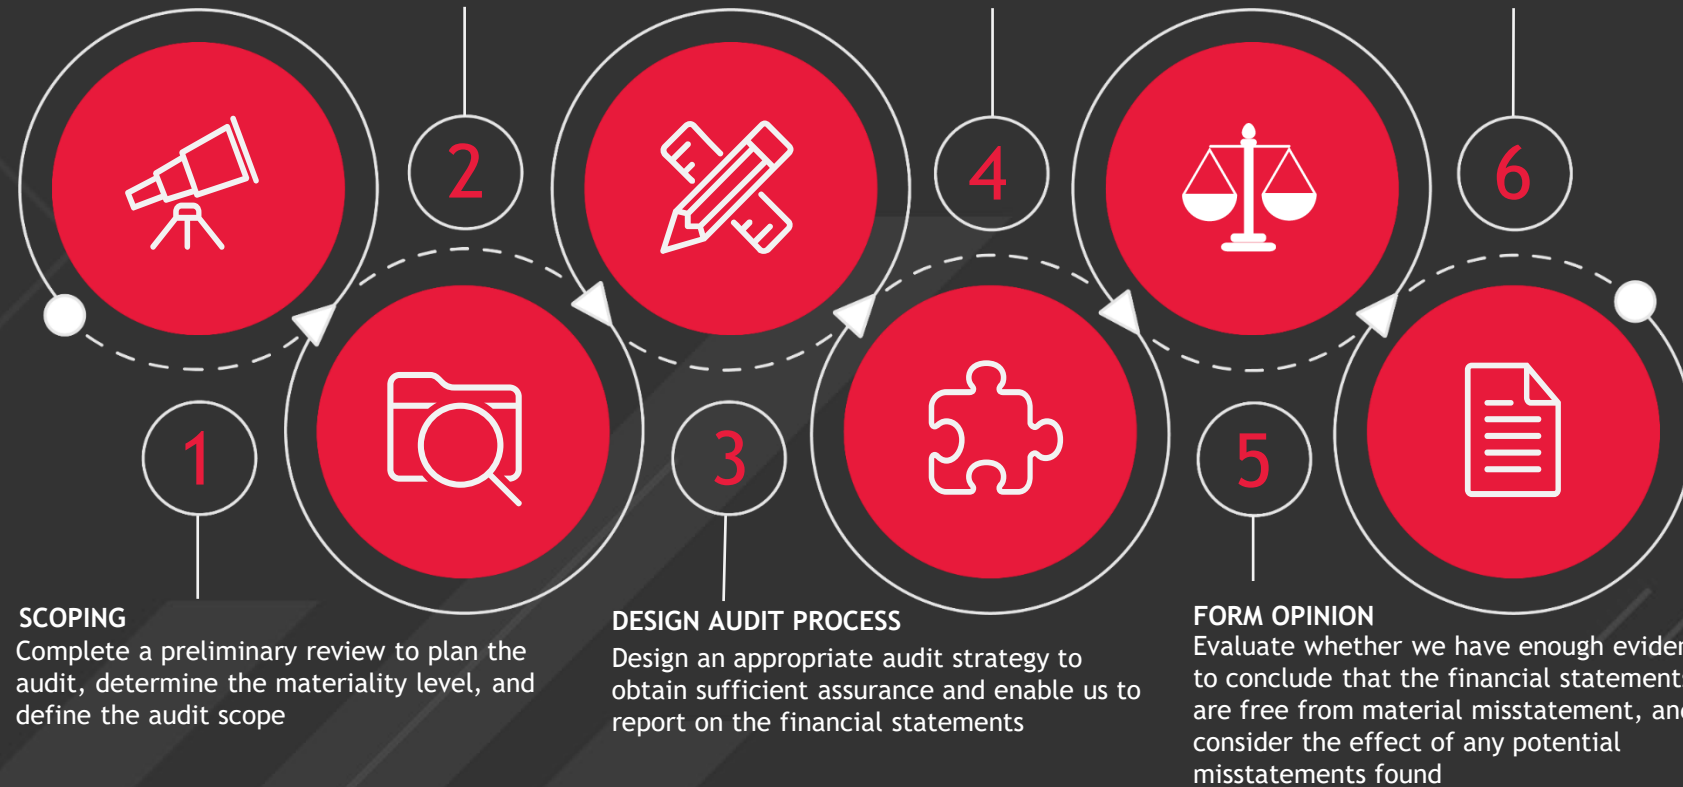 2
4
6
1
3
5
SCOPING
Complete a preliminary review to plan the
audit, determine the materiality level, and
define the audit scope
DESIGN AUDIT PROCESS
Design an appropriate audit strategy to
obtain sufficient assurance and enable us to
report on the financial statements
FORM OPINION
Evaluate whether we have enough
to conclude that the financial
are free from material misstatement,
consider the effect of any potential
misstatements found